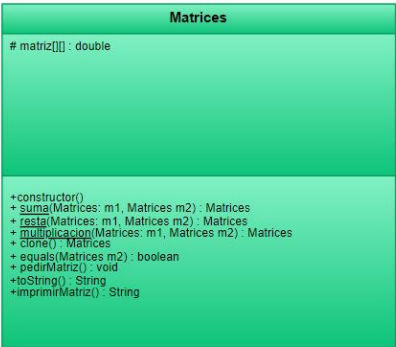 Matrices
# matriz[][] : double
+constructor()
+ suma(Matrices: m1, Matrices m2) : Matrices
+ resta(Matrices: m1, Matrices m2) : Matrices
+ multiplicacion(Matrices: m1, Matrices m2) : Matrices
+ clone() : Matrices
+ equals(Matrices m2) : boolean
+ pedirMatriz() : void
+toString() : String
+imprimirMatriz() : String